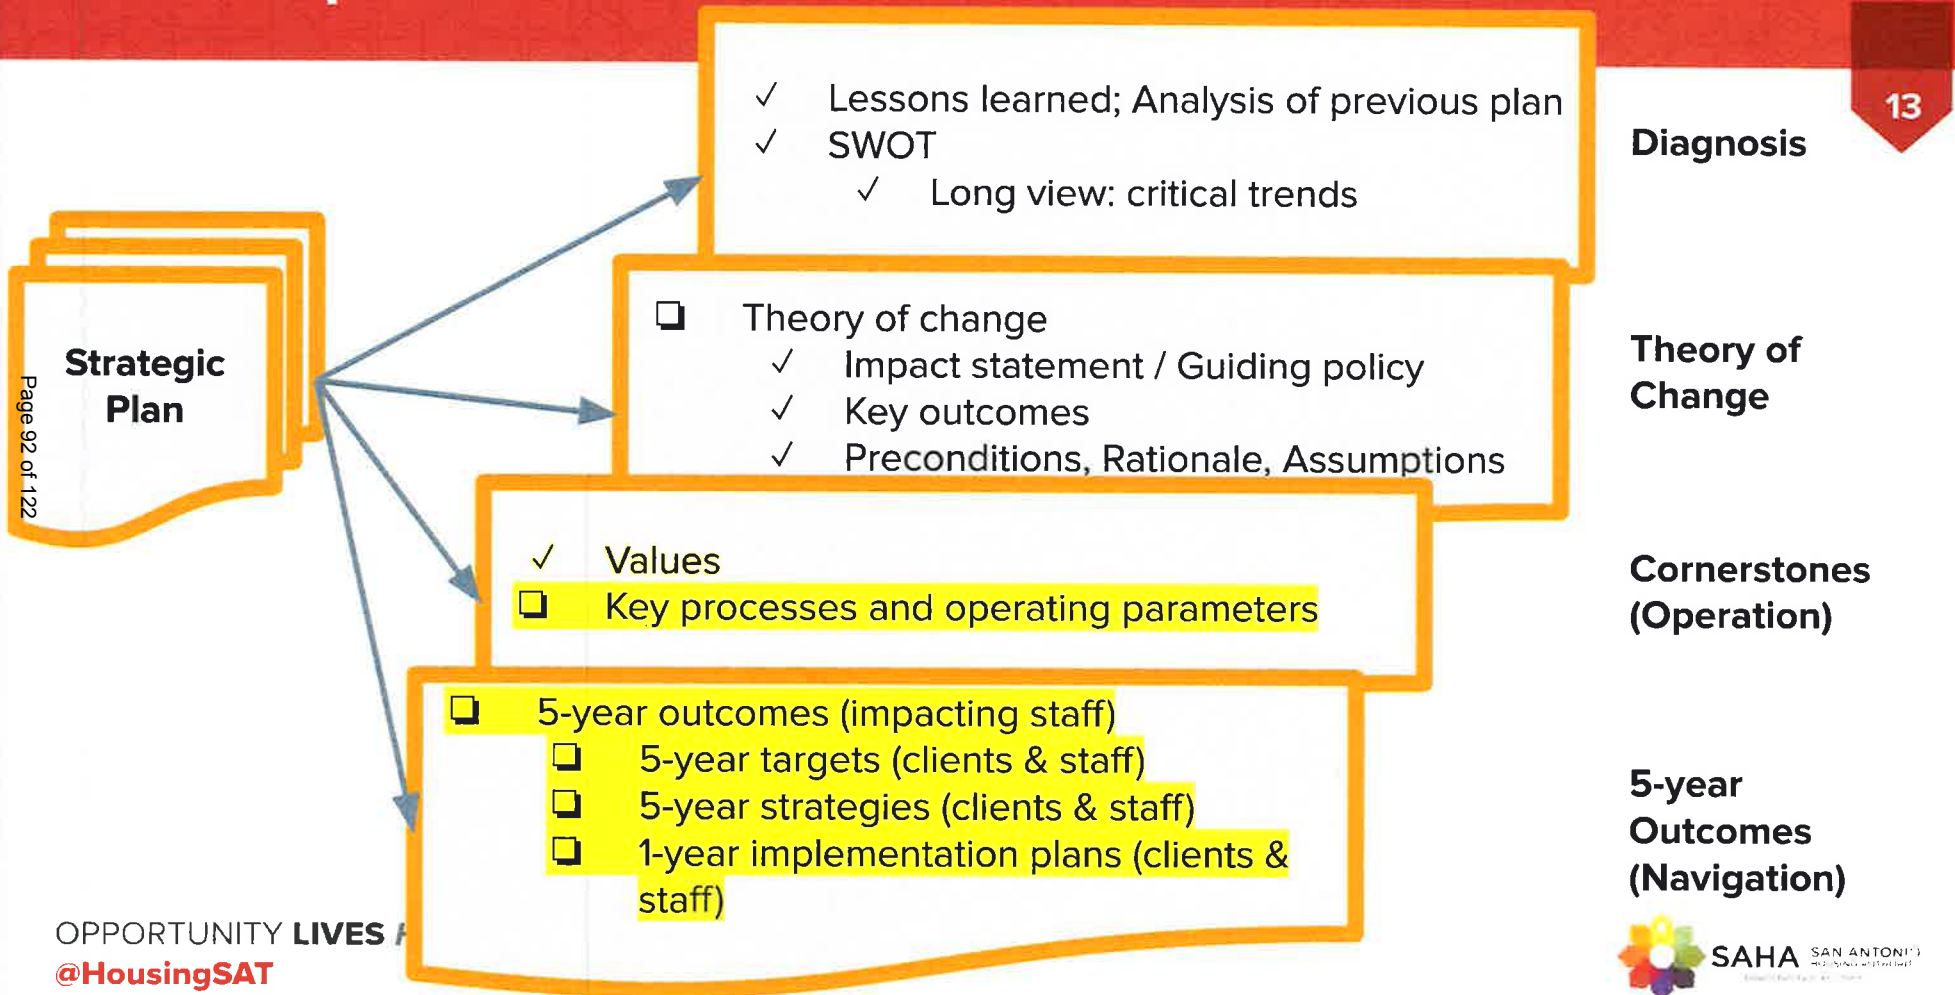 13
✓ Lessons learned; Analysis of previous plan
✓ SWOT
✓ Long view: critical trends
Diagnosis
❑ Theory of change
✓ Impact statement / Guiding policy
✓ Key outcomes
✓ Preconditions, Rationale, Assumptions
Theory of
Change
Strategic
Plan
Page 92 of 122
✓ Values
❑ Key processes and operating parameters
Cornerstones
(Operation)
❑ 5-year outcomes (impacting staff)
❑ 5-year targets (clients & staff)
❑ 5-year strategies (clients & staff)
❑ 1-year implementation plans (clients &
staff)
5-year
Outcomes
(Navigation)
OPPORTUNITY LIVES
@HousingSAT
SAHA SAN ANTONIO
HOUSING AUTHORITY